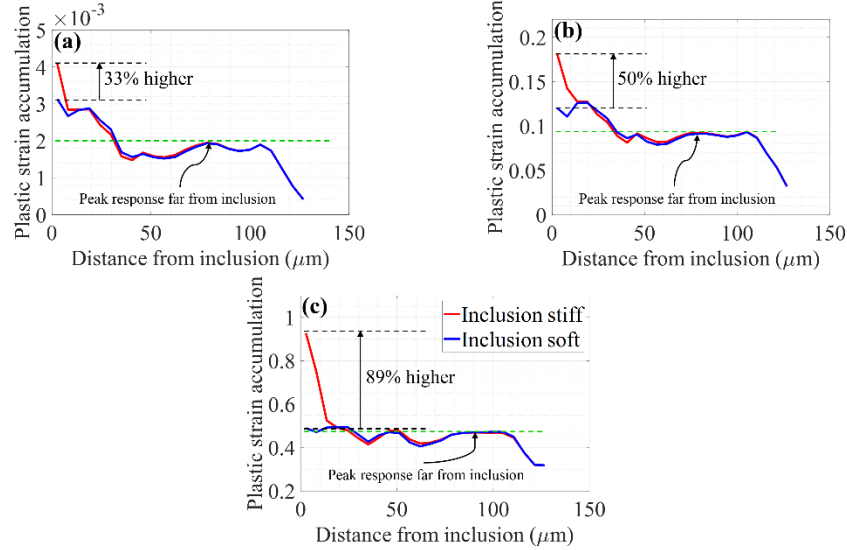 ×10⁻³
(a)
5
4
3
2
1
0
33% higher
Peak response far from inclusion
0 50 100 150
Distance from inclusion (μm)
Plastic strain accumulation
(b)
0.2
0.15
0.1
0.05
0
50% higher
Peak response far from inclusion
0 50 100 150
Distance from inclusion (μm)
Plastic strain accumulation
(c)
1
0.8
0.6
0.4
0.2
Inclusion stiff
Inclusion soft
89% higher
Peak response far from inclusion
0 50 100 150
Distance from inclusion (μm)
Plastic strain accumulation